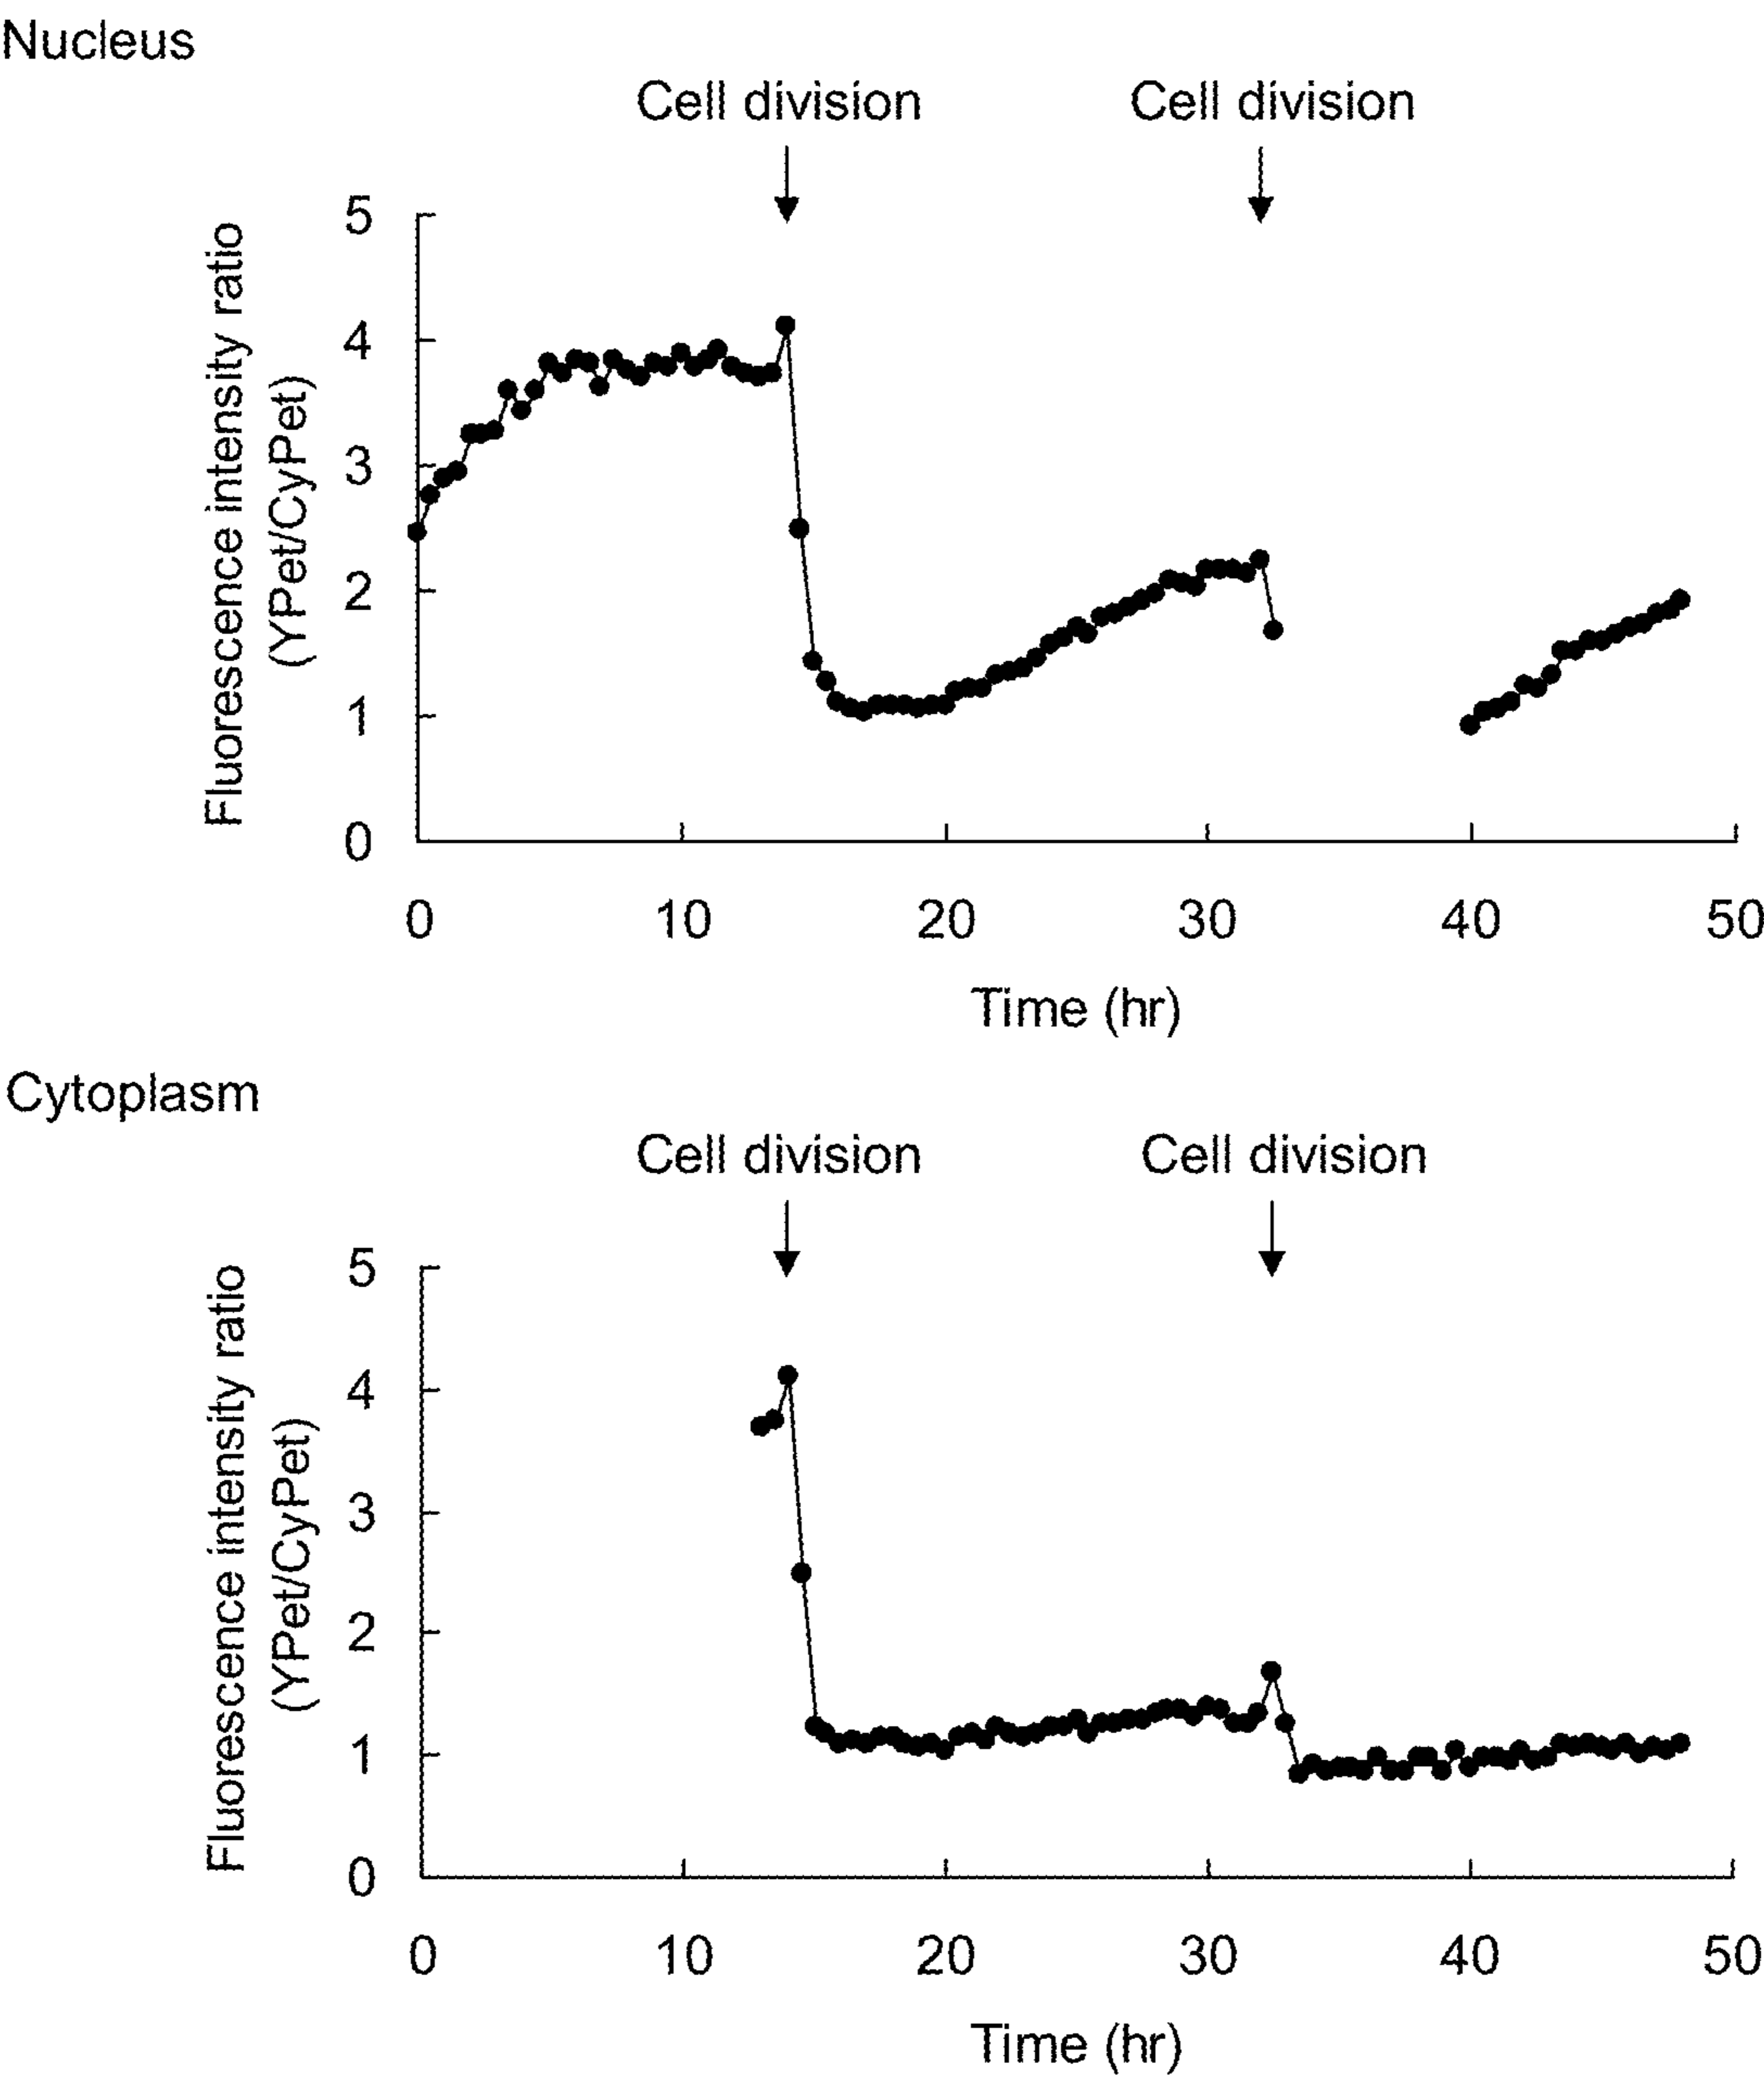 Nucleus
Cell division Cell division
Fluorescence intensity ratio
(YPet/CyPet)
5
4
3
2
1
0
0 10 20 30 40 50
Time (hr)
Cytoplasm
Cell division Cell division
Fluorescence intensity ratio
(YPet/CyPet)
5
4
3
2
1
0
0 10 20 30 40 50
Time (hr)